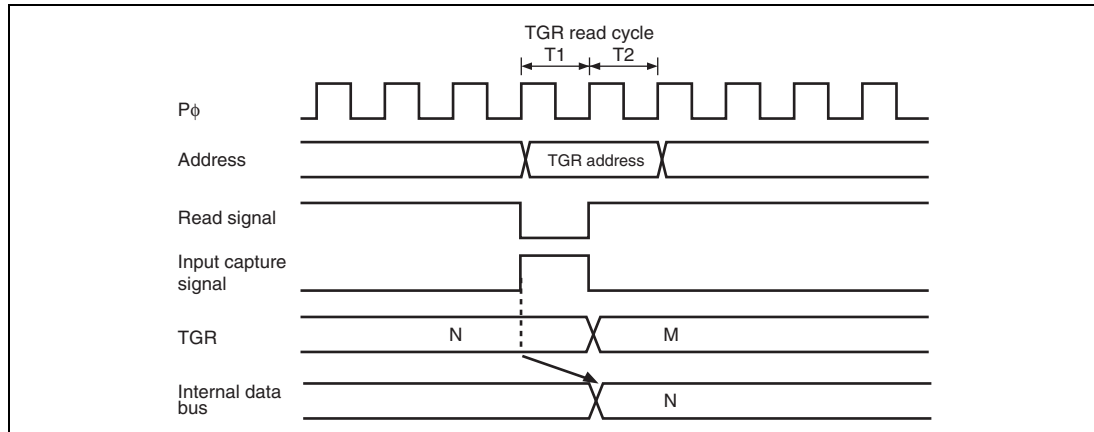 TGR read cycle
T1 T2
Pϕ
Address
TGR address
Read signal
Input capture
signal
TGR
N M
Internal data
bus
N